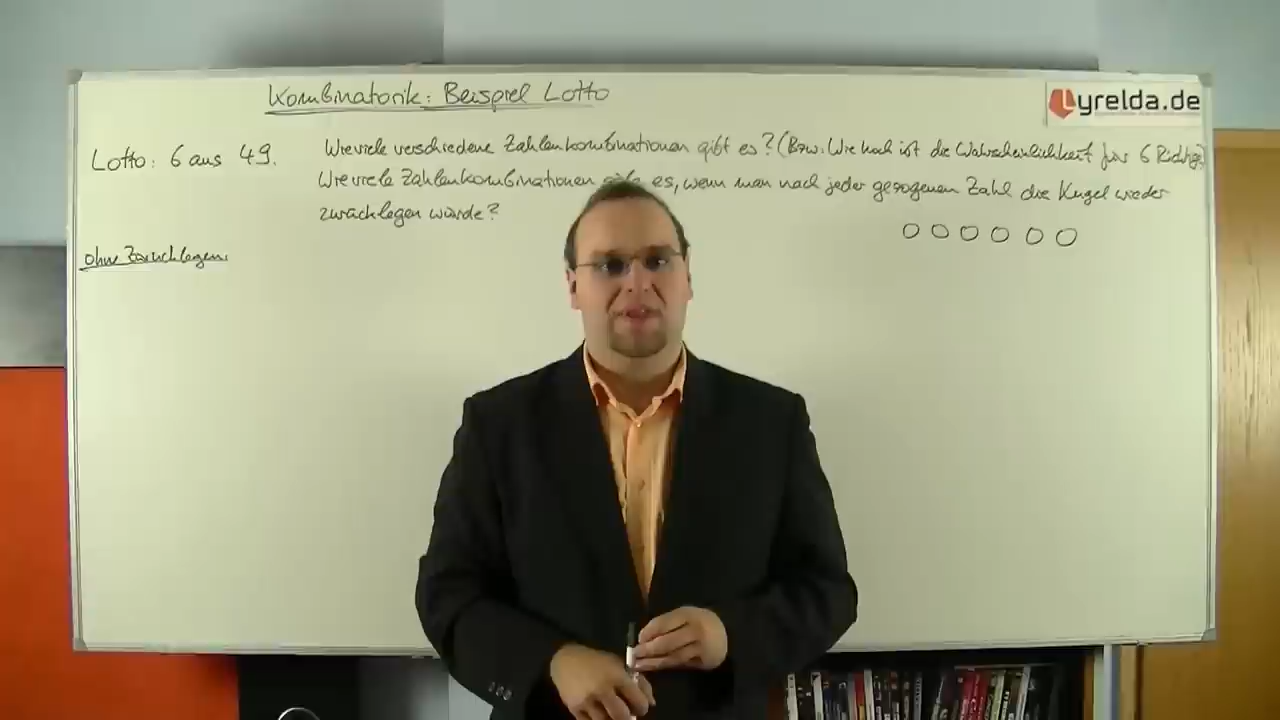 Kombinatorik: Beispiel Lotto
Lyrelda.de
Lotto: 6 aus 49.
Wieviele verschiedene Zahlenkombinationen gibt es? (Bzw. Wie hoch ist die Wahrscheinlichkeit für 6 Richtige?)
Wieviele Zahlenkombinationen es, wenn man nach jeder gezogenen Zahl die Kugel wieder
zurücklegen würde?
ohne Zurücklegen: